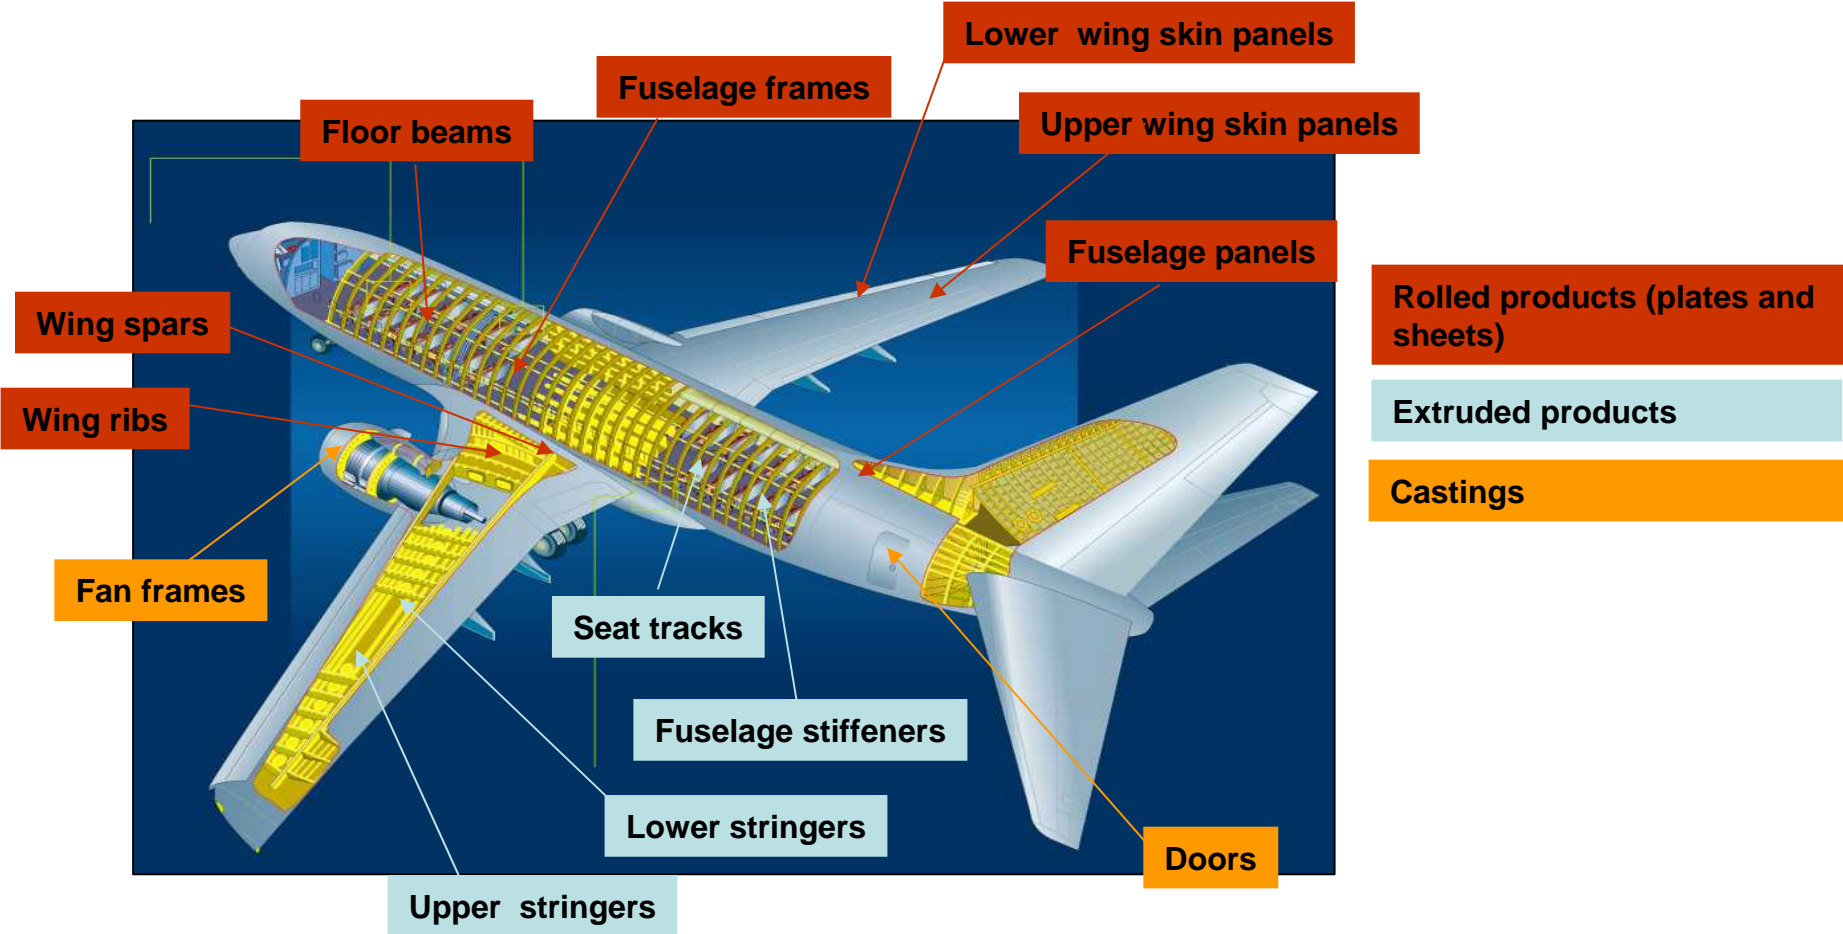 Lower wing skin panels
Fuselage frames
Upper wing skin panels
Floor beams
Fuselage panels
Rolled products (plates and
sheets)
Wing spars
Extruded products
Wing ribs
Castings
Fan frames
Seat tracks
Fuselage stiffeners
Lower stringers
Doors
Upper stringers